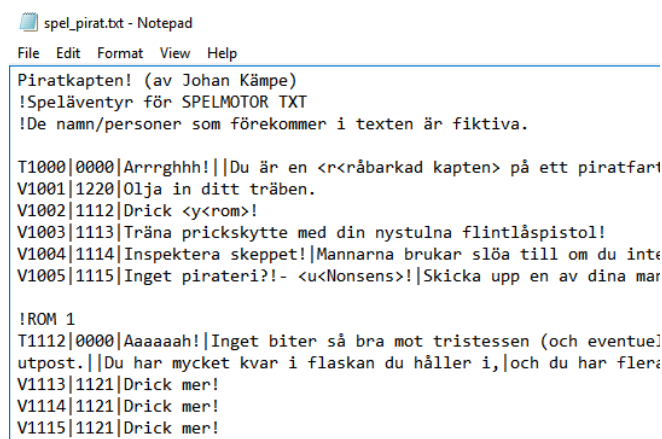 spel_pirat.txt - Notepad
File Edit Format View Help
Piratkapten! (av Johan Kämpe)
!Speläventyr för SPELMOTOR TXT
!De namn/personer som förekommer i texten är fiktiva.
T1000|0000|Arrrghhh!||Du är en <r<råbarkad kapten> på ett piratfart
V1001|1220|Olja in ditt träben.
V1002|1112|Drick <y<rom>!
V1003|1113|Träna prickskytte med din nystulna flintlåspistol!
V1004|1114|Inspektera skeppet!|Mannarna brukar slöa till om du inte
V1005|1115|Inget pirateri?!- <u<Nonsens>!|Skicka upp en av dina man
!ROM 1
T1112|0000|Aaaaaah!|Inget biter så bra mot tristessen (och eventuel
utpost.||Du har mycket kvar i flaskan du håller i,|och du har flera
V1113|1121|Drick mer!
V1114|1121|Drick mer!
V1115|1121|Drick mer!